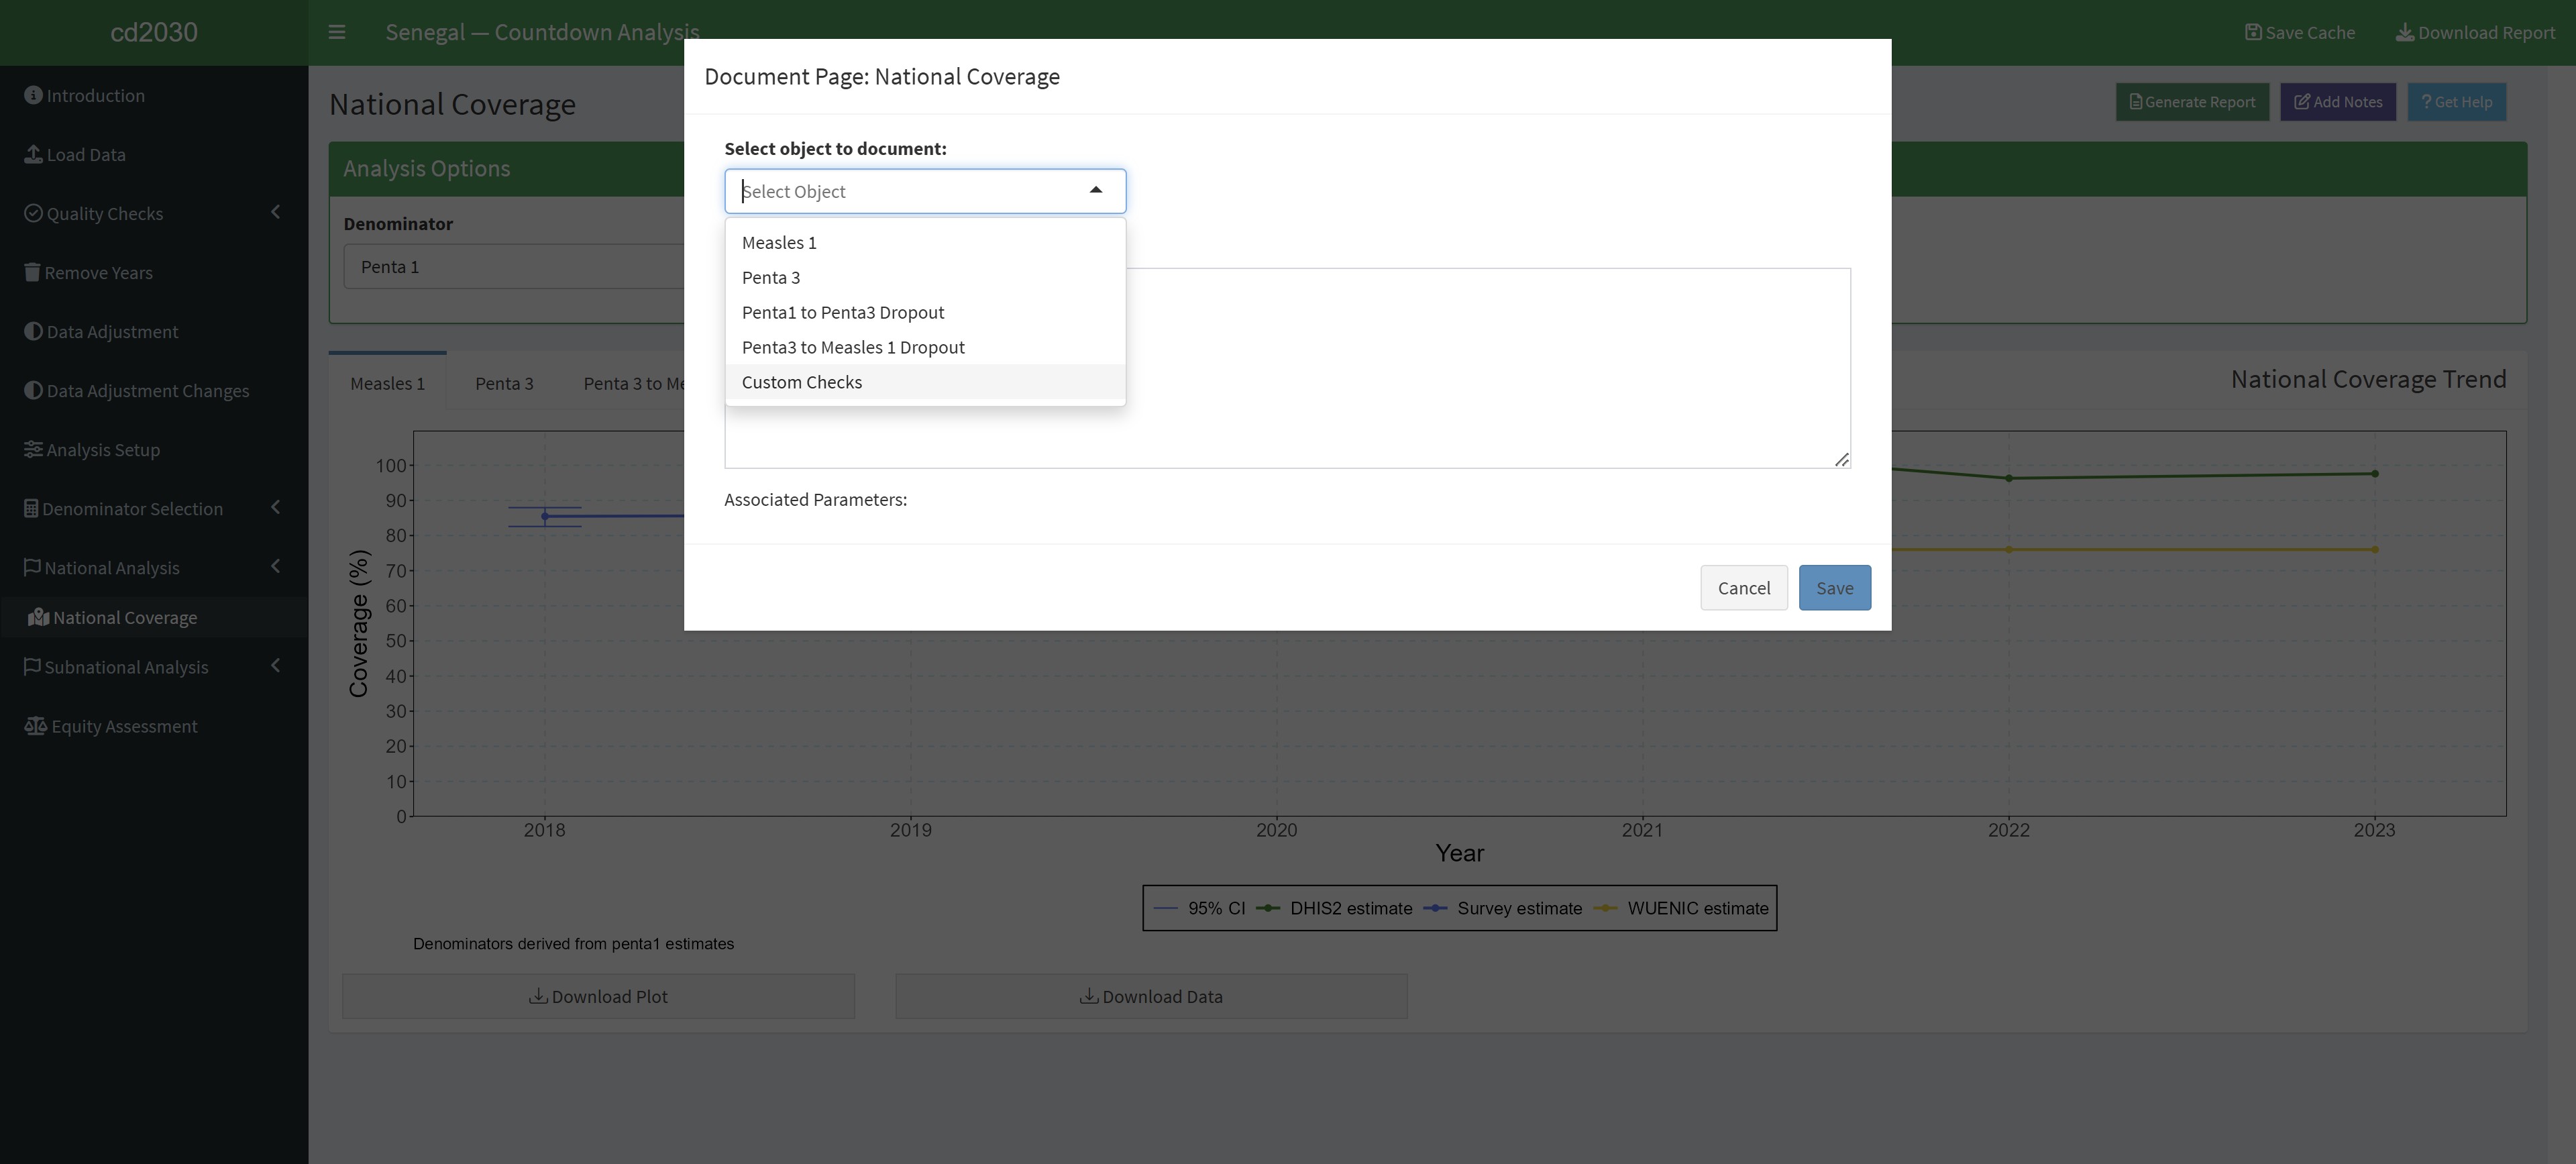 cd2030
Senegal — Countdown Analysis
Save Cache
Download Report
Introduction
Load Data
Quality Checks
Remove Years
Data Adjustment
Data Adjustment Changes
Analysis Setup
Denominator Selection
National Analysis
National Coverage
Subnational Analysis
Equity Assessment
National Coverage
Generate Report
Add Notes
? Get Help
Analysis Options
Denominator
Penta 1
Document Page: National Coverage
Select object to document:
Select Object
Measles 1
Penta 3
Penta1 to Penta3 Dropout
Penta3 to Measles 1 Dropout
Custom Checks
Associated Parameters:
Cancel
Save
Measles 1
Penta 3
Penta 3 to Me
National Coverage Trend
Coverage (%)
100
90
80
70
60
50
40
30
20
10
0
2018
2019
2020
2021
2022
2023
Year
95% CI
DHIS2 estimate
Survey estimate
WUENIC estimate
Denominators derived from penta1 estimates
Download Plot
Download Data